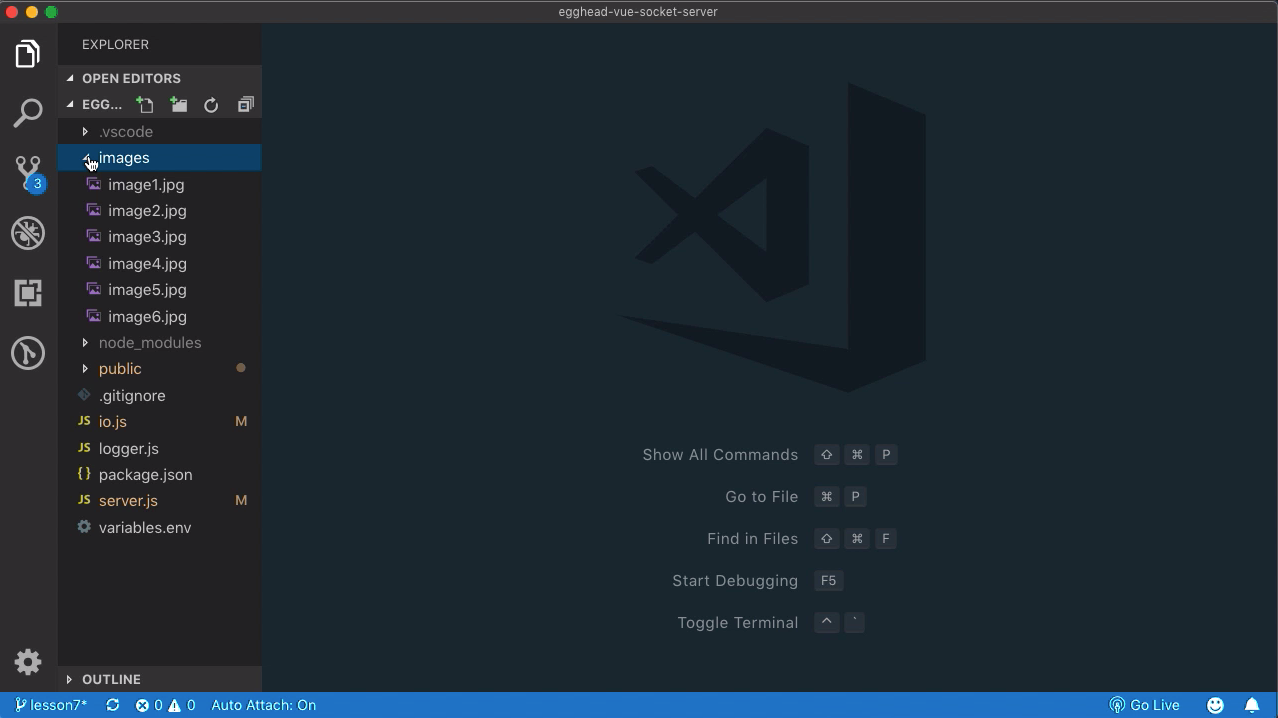 egghead-vue-socket-server
EXPLORER
OPEN EDITORS
EGG...
.vscode
images
image1.jpg
image2.jpg
image3.jpg
image4.jpg
image5.jpg
image6.jpg
node_modules
public
.gitignore
JS io.js M
JS logger.js
{ } package.json
JS server.js M
variables.env
OUTLINE
3
Show All Commands ⇧ ⌘ P
Go to File ⌘ P
Find in Files ⇧ ⌘ F
Start Debugging F5
Toggle Terminal ^ `
lesson7* 0 0 Auto Attach: On Go Live